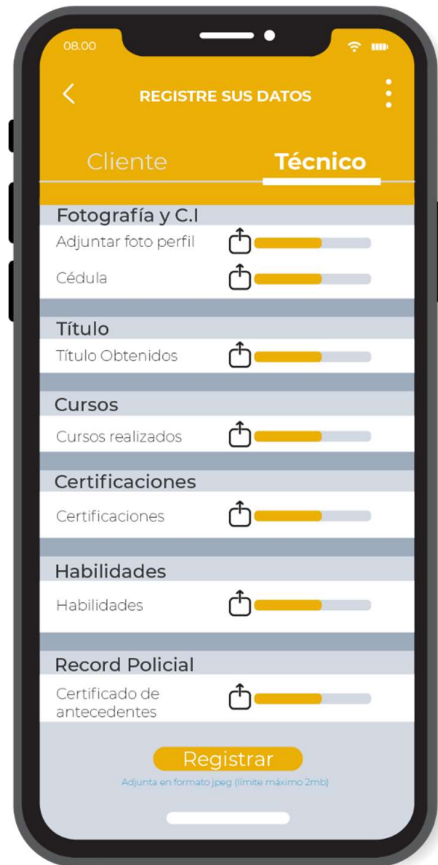 08.00
REGISTRE SUS DATOS
Cliente
Técnico
Fotografía y C.I
Adjuntar foto perfil
Cédula
Título
Título Obtenidos
Cursos
Cursos realizados
Certificaciones
Certificaciones
Habilidades
Habilidades
Record Policial
Certificado de
antecedentes
Registrar
Adjunta en formato jpeg (límite máximo 2mb)